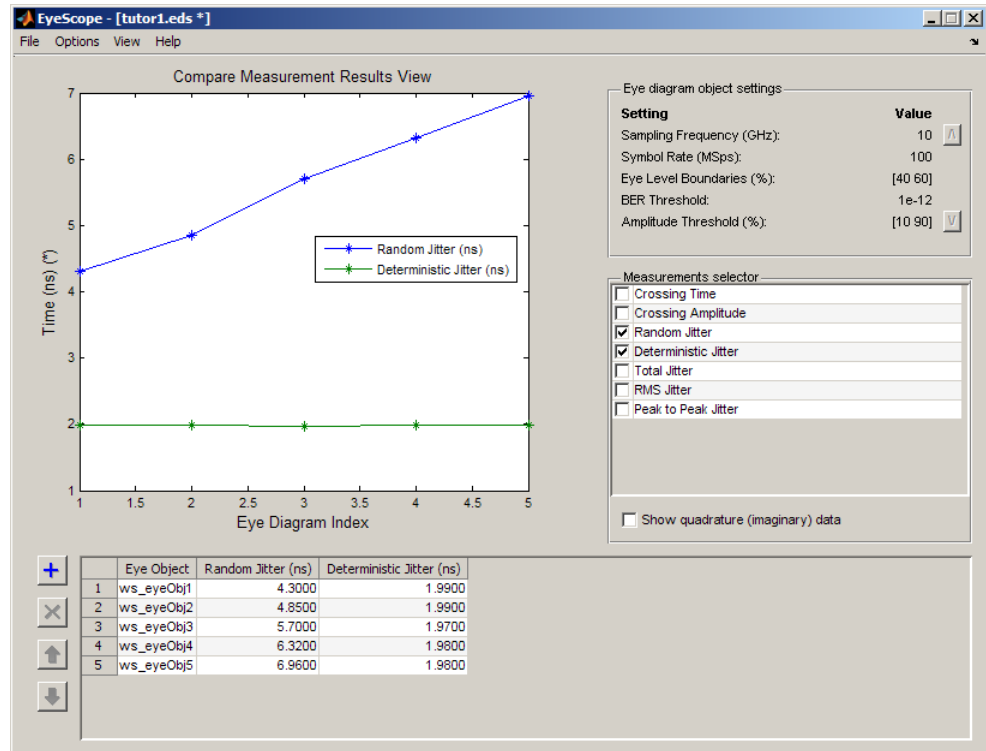 EyeScope - [tutor1.eds *]
File Options View Help
Compare Measurement Results View
7
6
5
4
3
2
1
Time (ns) (*)
Random Jitter (ns)
Deterministic Jitter (ns)
1 1.5 2 2.5 3 3.5 4 4.5 5
Eye Diagram Index
Eye diagram object settings
Setting Value
Sampling Frequency (GHz): 10
Symbol Rate (MSps): 100
Eye Level Boundaries (%): [40 60]
BER Threshold: 1e-12
Amplitude Threshold (%): [10 90]
Measurements selector
Crossing Time
Crossing Amplitude
Random Jitter
Deterministic Jitter
Total Jitter
RMS Jitter
Peak to Peak Jitter
Show quadrature (imaginary) data
Eye Object Random Jitter (ns) Deterministic Jitter (ns)
1 ws_eyeObj1 4.3000 1.9900
2 ws_eyeObj2 4.8500 1.9900
3 ws_eyeObj3 5.7000 1.9700
4 ws_eyeObj4 6.3200 1.9800
5 ws_eyeObj5 6.9600 1.9800